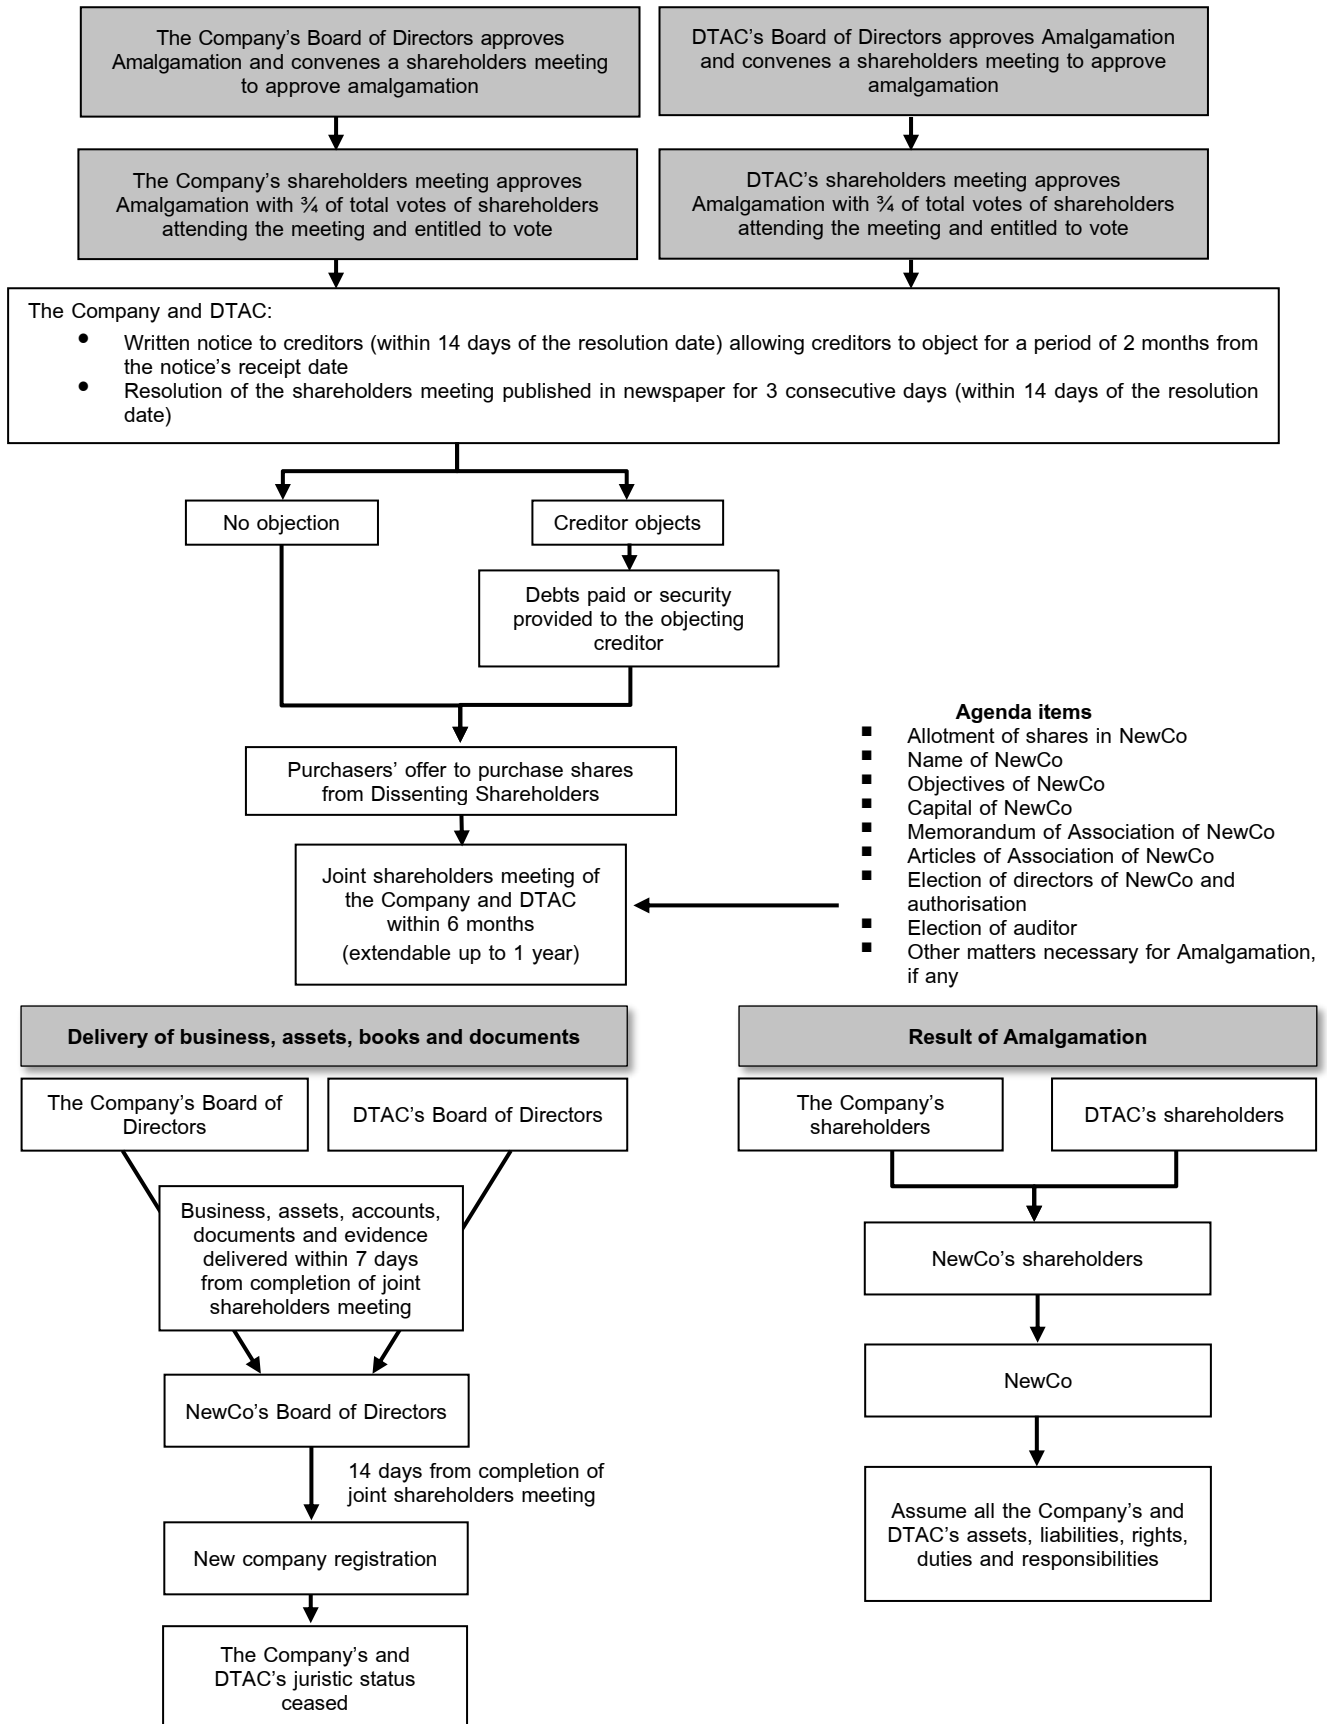 The Company’s Board of Directors approves
Amalgamation and convenes a shareholders meeting
to approve amalgamation
DTAC’s Board of Directors approves Amalgamation
and convenes a shareholders meeting to approve
amalgamation
The Company’s shareholders meeting approves
Amalgamation with ¾ of total votes of shareholders
attending the meeting and entitled to vote
DTAC’s shareholders meeting approves
Amalgamation with ¾ of total votes of shareholders
attending the meeting and entitled to vote
The Company and DTAC:
• Written notice to creditors (within 14 days of the resolution date) allowing creditors to object for a period of 2 months from
the notice’s receipt date
• Resolution of the shareholders meeting published in newspaper for 3 consecutive days (within 14 days of the resolution
date)
No objection
Creditor objects
Debts paid or security
provided to the objecting
creditor
Purchasers’ offer to purchase shares
from Dissenting Shareholders
Joint shareholders meeting of
the Company and DTAC
within 6 months
(extendable up to 1 year)
Agenda items
▪ Allotment of shares in NewCo
▪ Name of NewCo
▪ Objectives of NewCo
▪ Capital of NewCo
▪ Memorandum of Association of NewCo
▪ Articles of Association of NewCo
▪ Election of directors of NewCo and
authorisation
▪ Election of auditor
▪ Other matters necessary for Amalgamation,
if any
Delivery of business, assets, books and documents
The Company’s Board of
Directors
DTAC’s Board of Directors
Business, assets, accounts,
documents and evidence
delivered within 7 days
from completion of joint
shareholders meeting
NewCo’s Board of Directors
14 days from completion of
joint shareholders meeting
New company registration
The Company’s and
DTAC’s juristic status
ceased
Result of Amalgamation
The Company’s
shareholders
DTAC’s shareholders
NewCo’s shareholders
NewCo
Assume all the Company’s and
DTAC’s assets, liabilities, rights,
duties and responsibilities